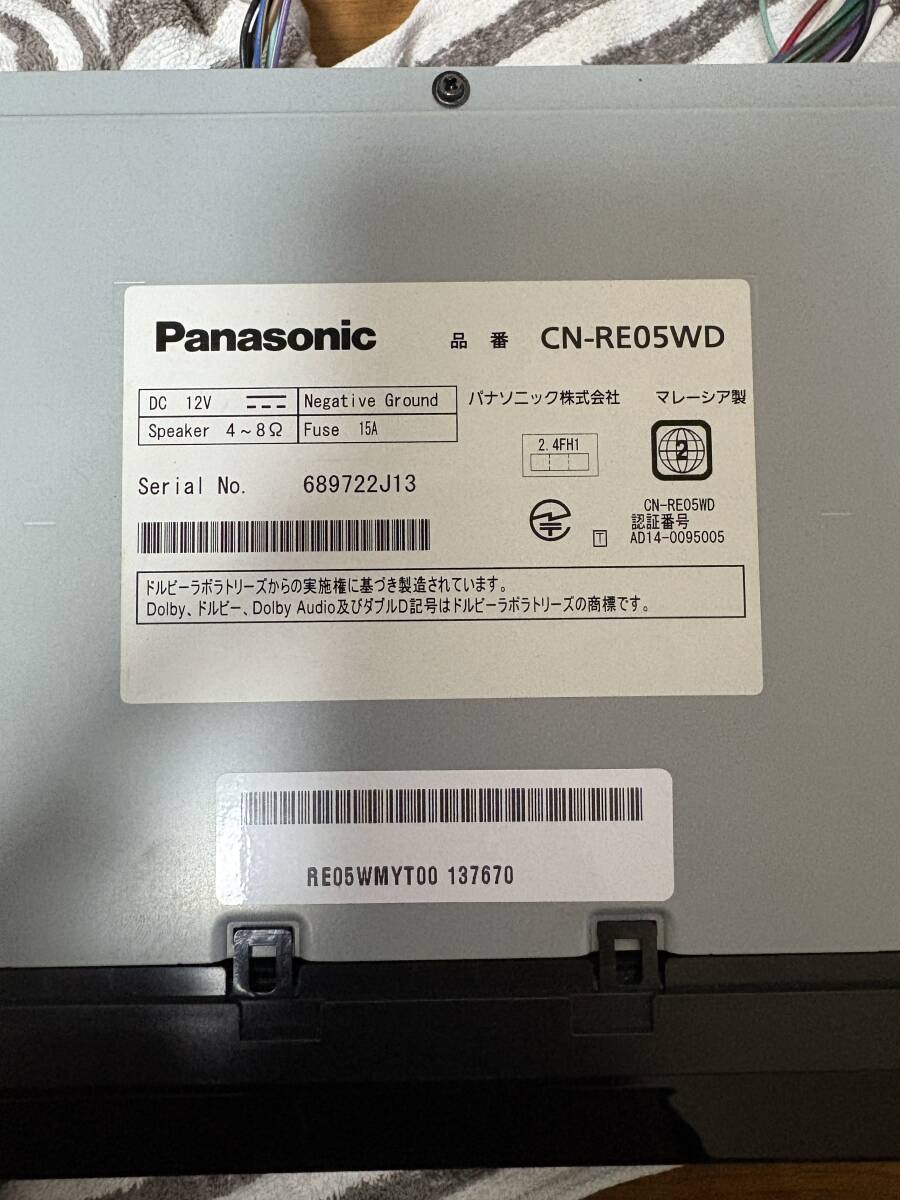 Panasonic 品番 CN-RE05WD
DC 12V Negative Ground
Speaker 4～8Ω Fuse 15A
パナソニック株式会社 マレーシア製
2.4FH1
2
Serial No. 689722J13
T
CN-RE05WD
認証番号
AD14-0095005
ドルビーラボラトリーズからの実施権に基づき製造されています。
Dolby、ドルビー、Dolby Audio及びダブルD記号はドルビーラボラトリーズの商標です。
RE05WMYT00 137670